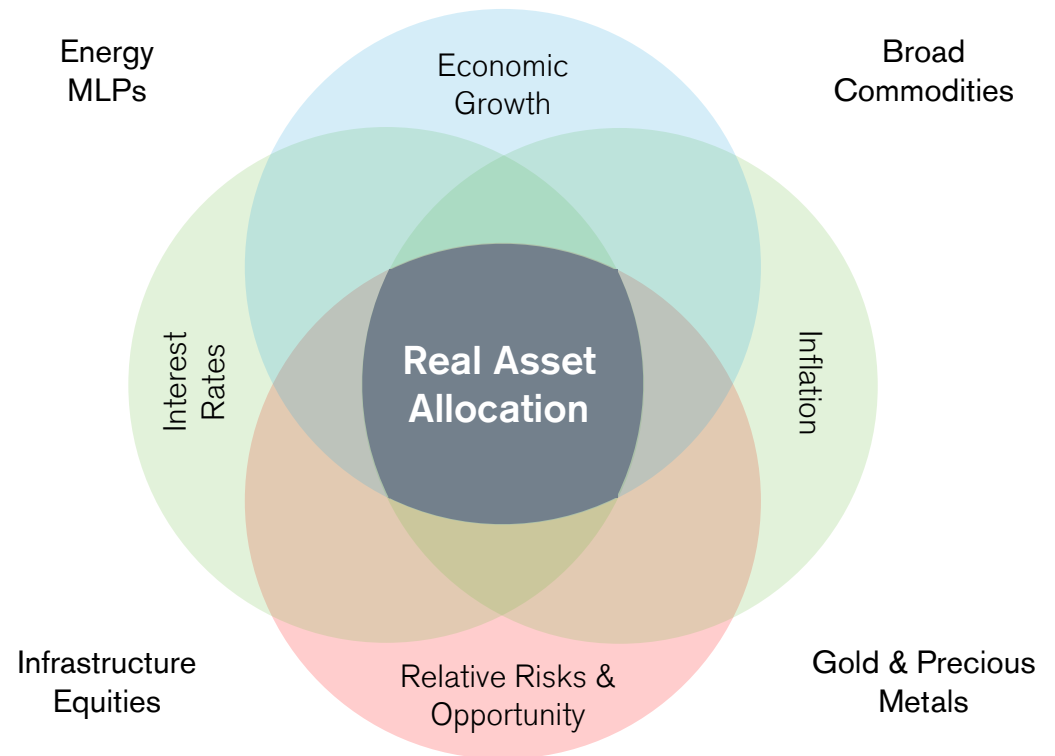 Energy
MLPs
Economic
Growth
Broad
Commodities
Interest
Rates
Real Asset
Allocation
Inflation
Infrastructure
Equities
Relative Risks &
Opportunity
Gold & Precious
Metals